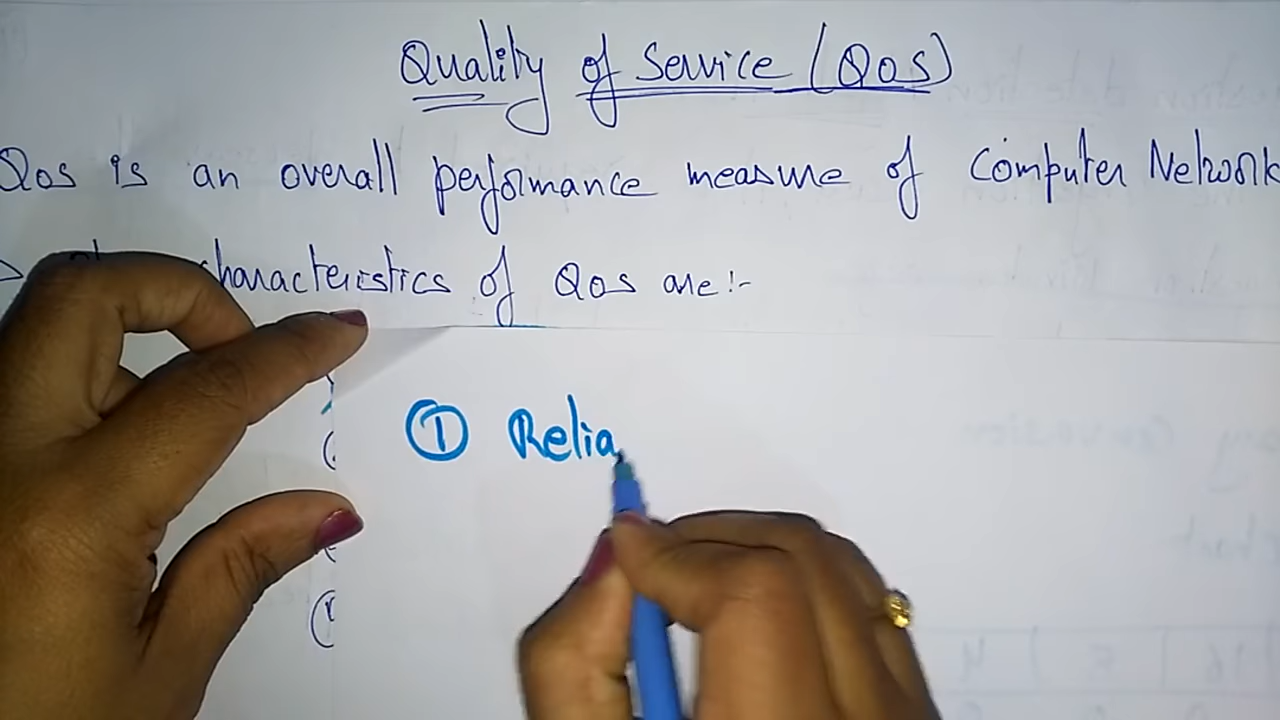 Quality of Service (QoS)
Qos is an overall performance measure of Computer Network
characteristics of QoS are:-
① Relia